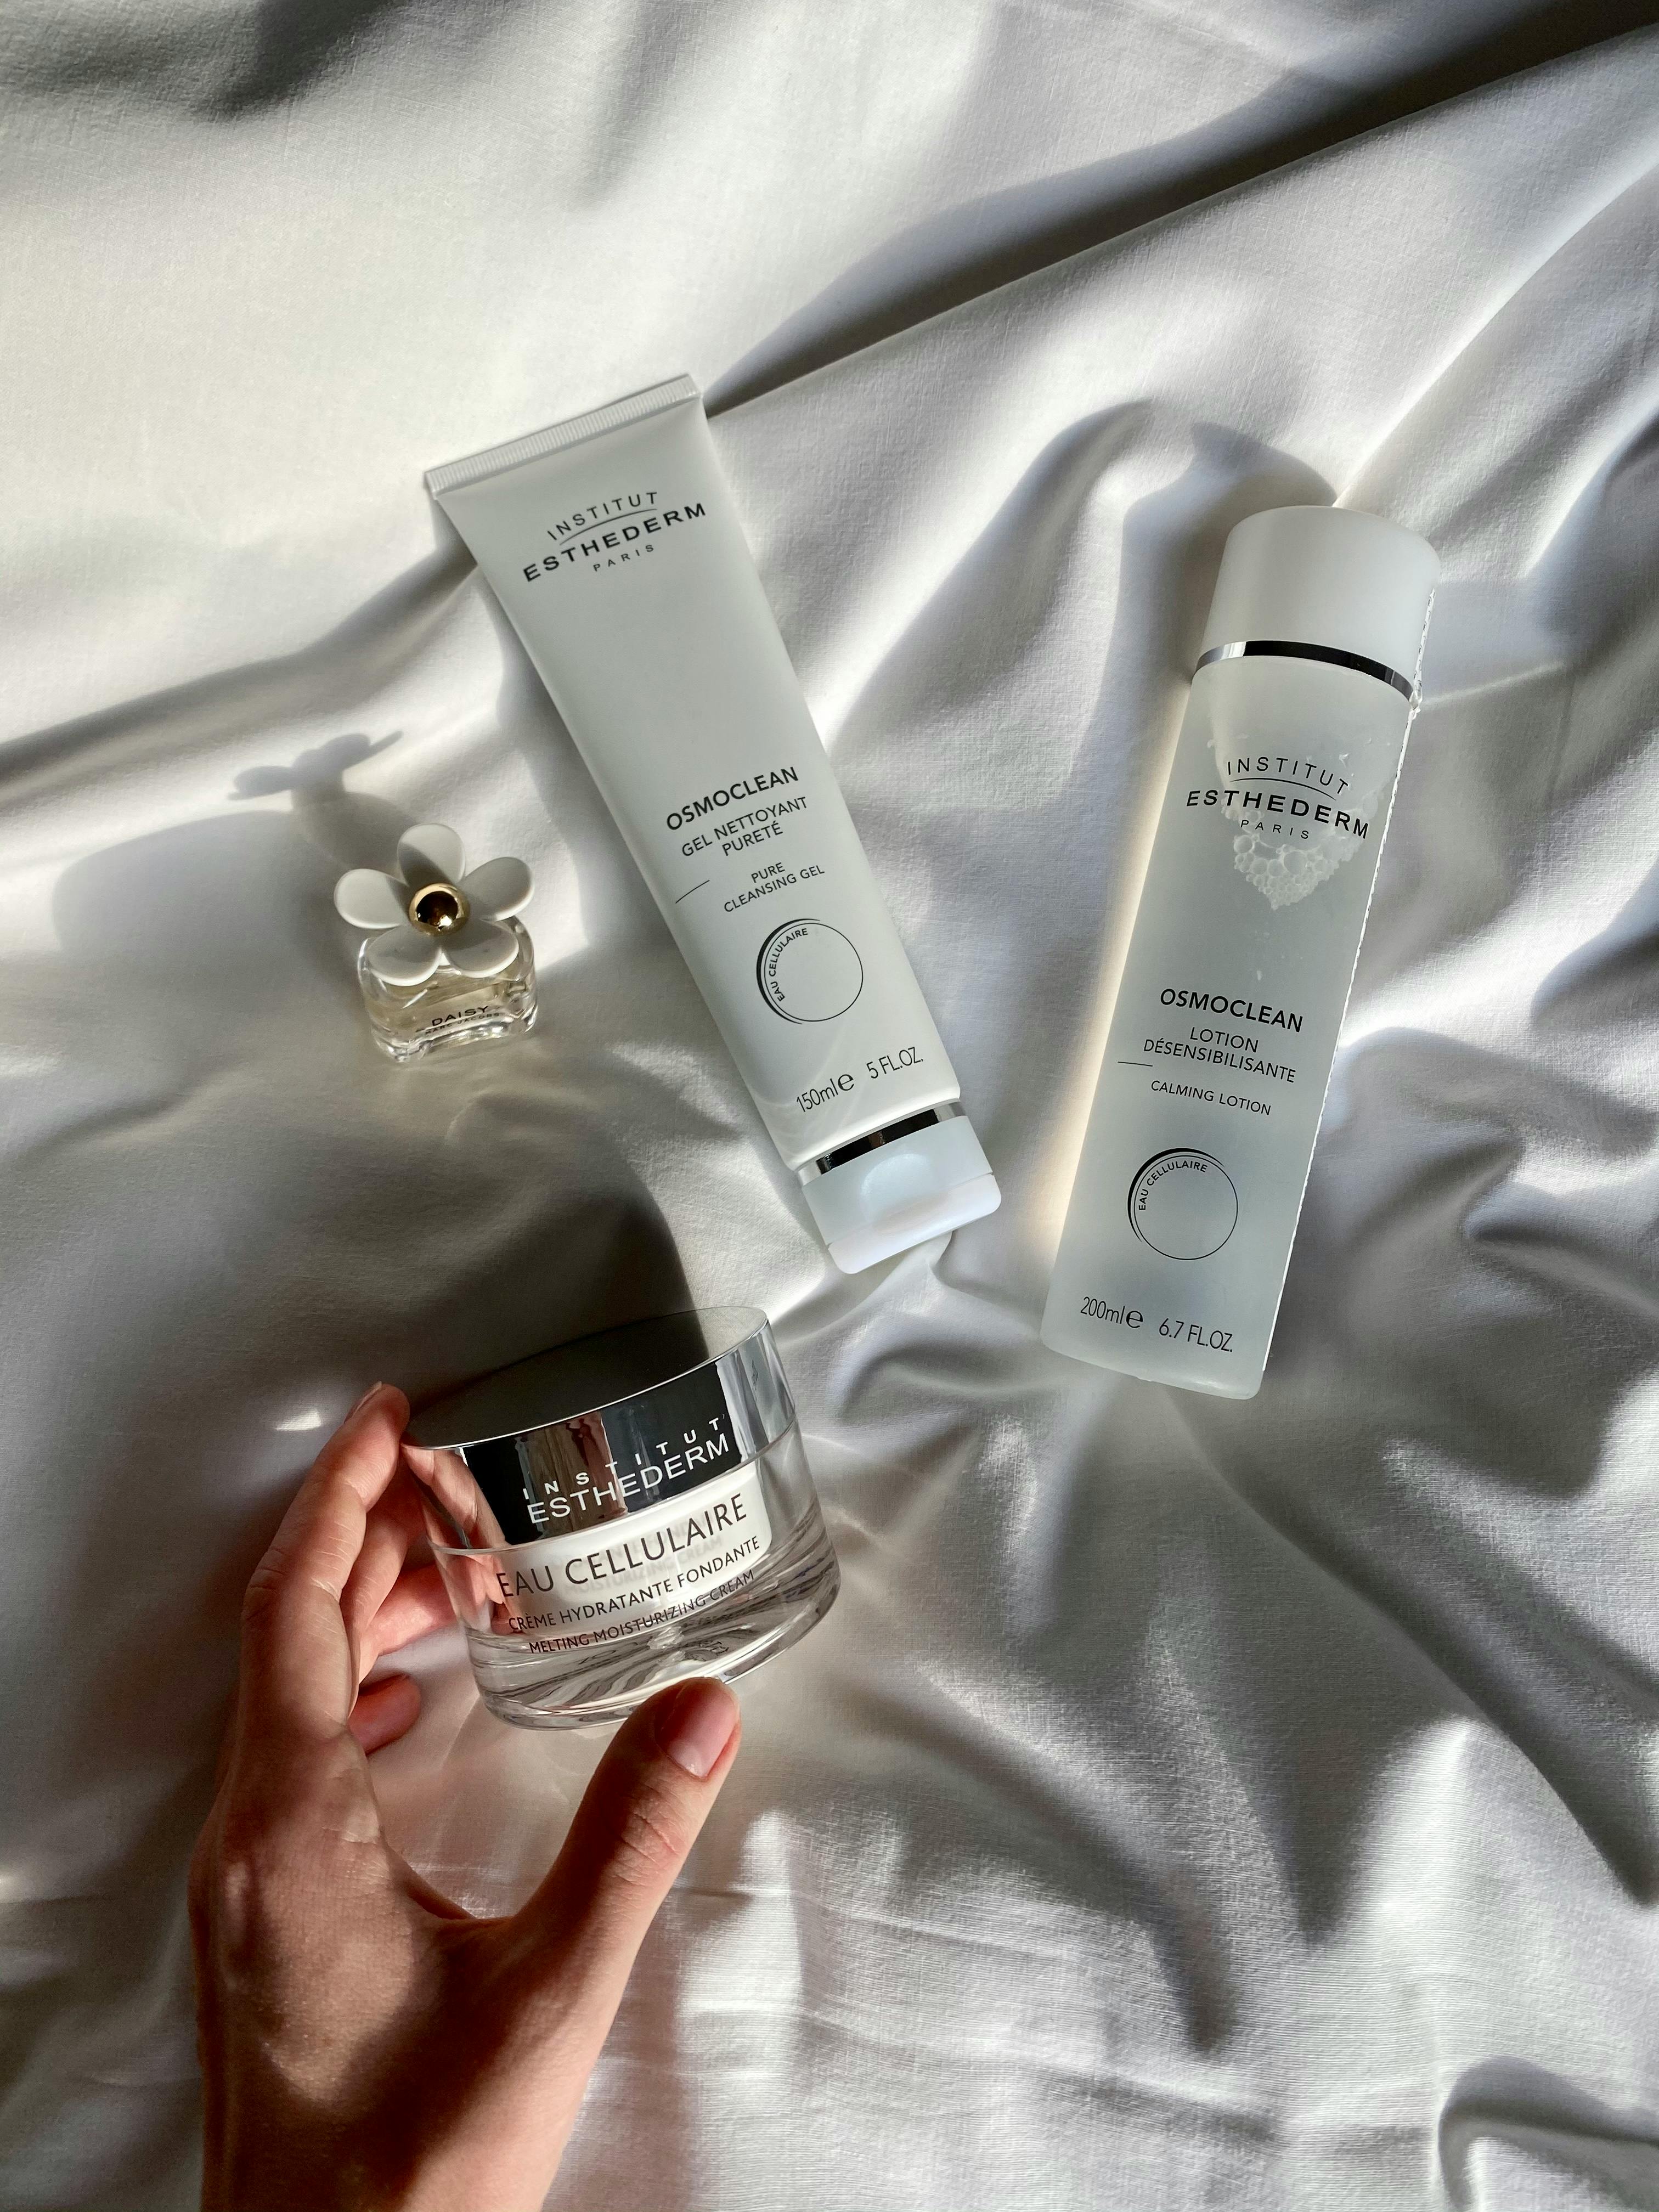 INSTITUT
ESTHEDERM
PARIS
OSMOCLEAN
GEL NETTOYANT
PURETÉ
PURE
CLEANSING GEL
EAU CELLULAIRE
150ml℮ 5 FL.OZ.
INSTITUT
ESTHEDERM
PARIS
OSMOCLEAN
LOTION
DÉSENSIBILISANTE
CALMING LOTION
EAU CELLULAIRE
200ml℮ 6.7 FL.OZ.
DAISY
MARC JACOBS
INSTITUT
ESTHEDERM
EAU CELLULAIRE
CRÈME HYDRATANTE FONDANTE
MELTING MOISTURIZING CREAM